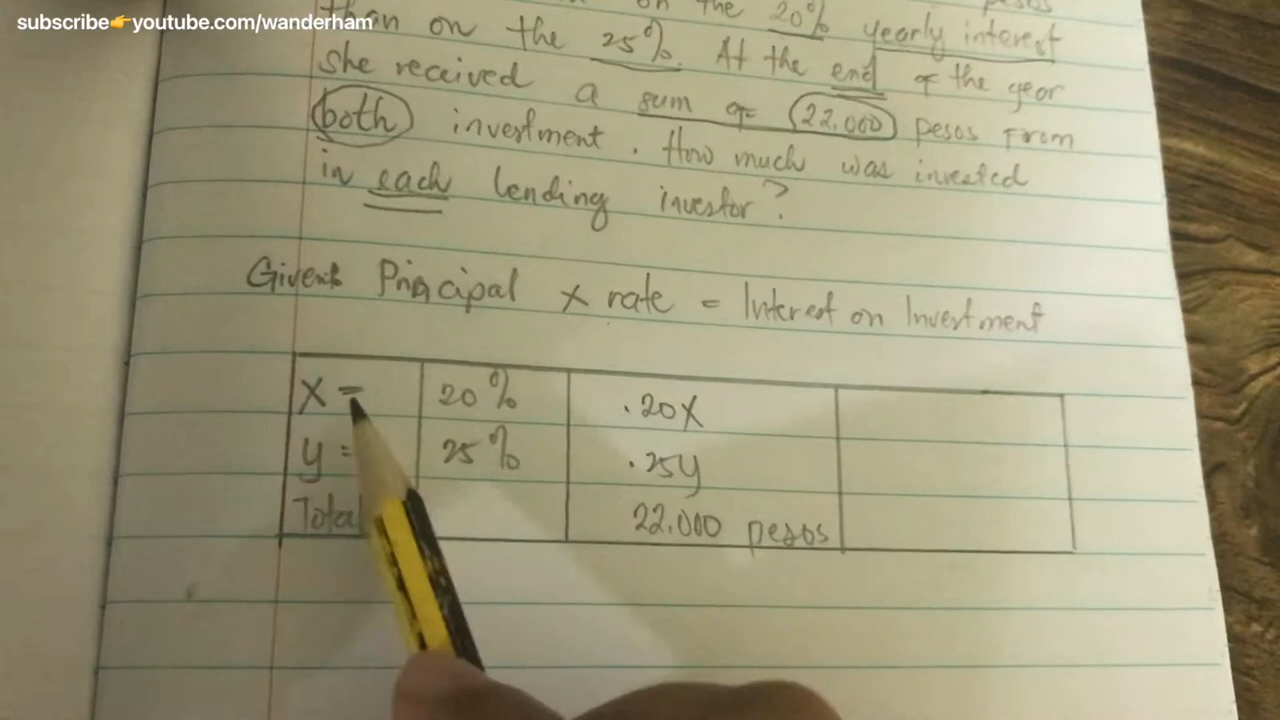 subscribe👉youtube.com/wanderham
on the 20% yearly interest pesos
than on the 25%. At the end of the year
she received a sum of 22.000 pesos from
both investment. How much was invested
in each lending investor?
Given: Principal x rate = Interest on Investment
X = 20% .20X
y = 25% .25y
Total 22.000 pesos